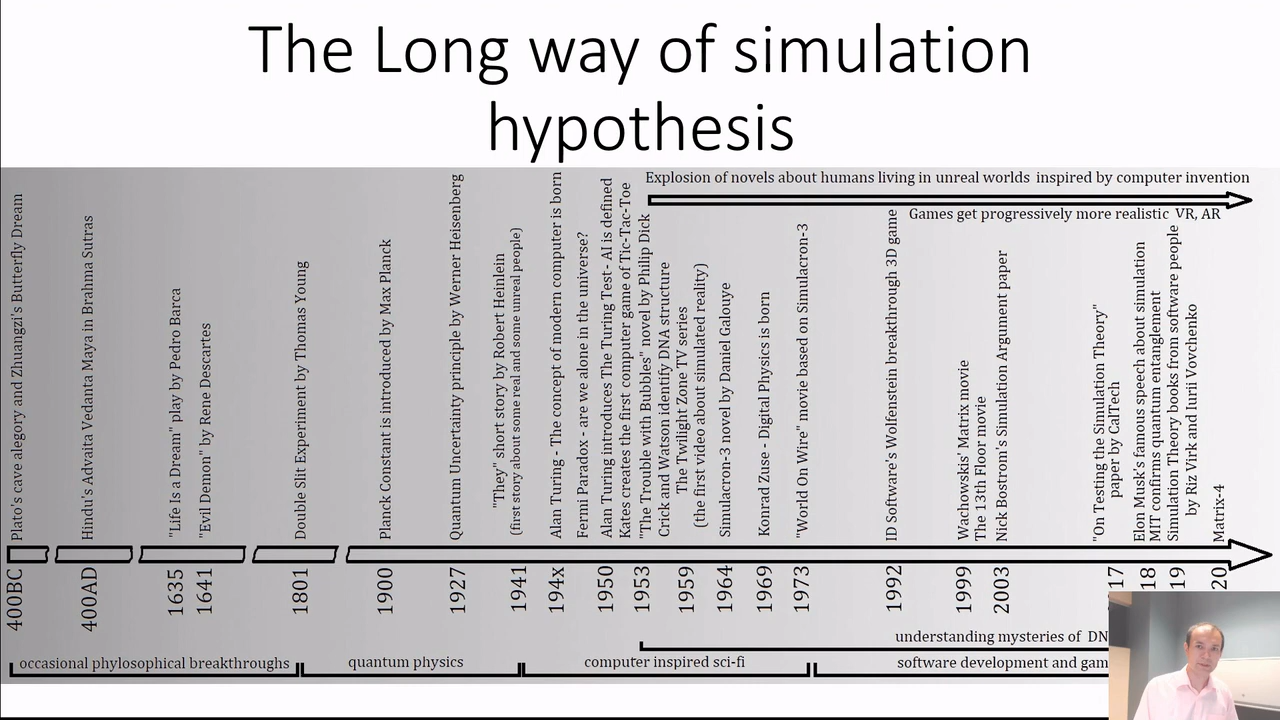 The Long way of simulation
hypothesis
Explosion of novels about humans living in unreal worlds inspired by computer invention
Games get progressively more realistic VR, AR
Plato's cave alegory and Zhuangzi's Butterfly Dream
Hindu's Advaita Vedanta Maya in Brahma Sutras
"Life Is a Dream" play by Pedro Barca
"Evil Demon" by Rene Descartes
Double Slit Experiment by Thomas Young
Planck Constant is introduced by Max Planck
Quantum Uncertainty principle by Werner Heisenberg
"They" short story by Robert Heinlein
(first story about some real and some unreal people)
Alan Turing - The concept of modern computer is born
Fermi Paradox - are we alone in the universe?
Alan Turing introduces The Turing Test- AI is defined
Kates creates the first computer game of Tic-Tac-Toe
"The Trouble with Bubbles" novel by Philip Dick
Crick and Watson identify DNA structure
The Twilight Zone TV series
(the first video about simulated reality)
Simulacron-3 novel by Daniel Galouye
Konrad Zuse - Digital Physics is born
"World On Wire" movie based on Simulacron-3
ID Software's Wolfenstein breakthrough 3D game
Wachowskis' Matrix movie
The 13th Floor movie
Nick Bostrom's Simulation Argument paper
"On Testing the Simulation Theory"
paper by CalTech
Elon Musk's famous speech about simulation
MIT confirms quantum entanglement
Simulation Theory books from software people
by Riz Virk and Iurii Vovchenko
Matrix-4
400BC
400AD
1635
1641
1801
1900
1927
1941
194x
1950
1953
1959
1964
1969
1973
1992
1999
2003
17
18
19
20
understanding mysteries of DN
occasional phylosophical breakthroughs
quantum physics
computer inspired sci-fi
software development and gam